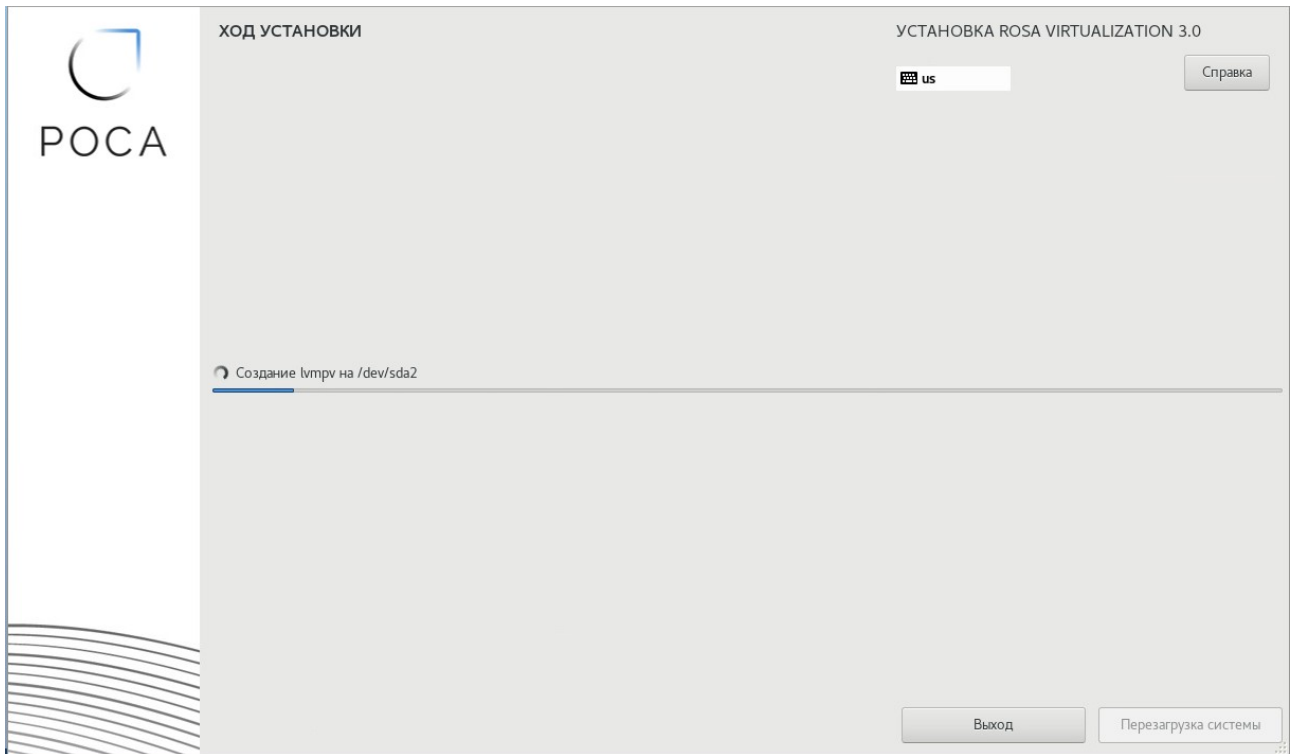 РОСА
ХОД УСТАНОВКИ
УСТАНОВКА ROSA VIRTUALIZATION 3.0
us
Справка
Создание lvmpv на /dev/sda2
Выход
Перезагрузка системы